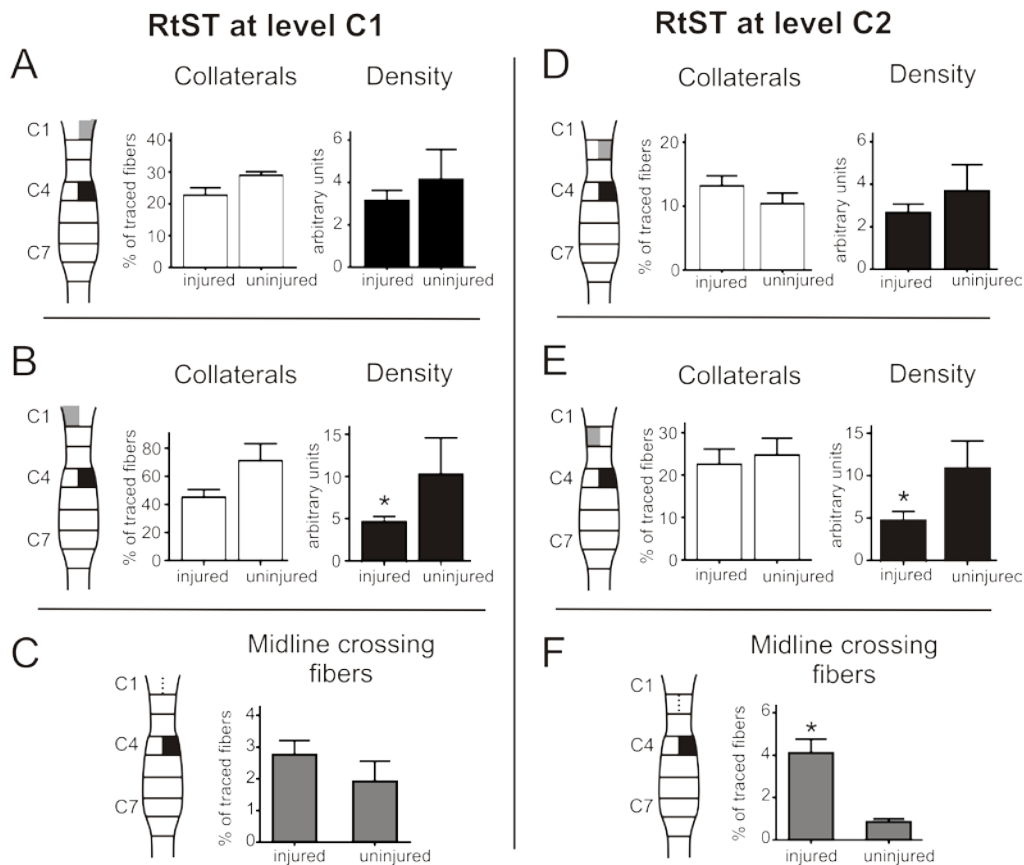 RtST at level C1
A
Collaterals
Density
C1
C4
C7
% of traced fibers
40
30
20
10
0
injured
uninjured
arbitrary units
6
4
2
0
injured
uninjured
B
Collaterals
Density
C1
C4
C7
% of traced fibers
80
60
40
20
0
injured
uninjured
arbitrary units
15
10
5
0
*
injured
uninjured
C
Midline crossing
fibers
C1
C4
C7
% of traced fibers
4
3
2
1
0
injured
uninjured
RtST at level C2
D
Collaterals
Density
C1
C4
C7
% of traced fibers
20
10
0
injured
uninjured
arbitrary units
6
4
2
0
injured
uninjurec
E
Collaterals
Density
C1
C4
C7
% of traced fibers
30
20
10
0
injured
uninjured
arbitrary units
15
10
5
0
*
injured
uninjurec
F
Midline crossing
fibers
C1
C4
C7
% of traced fibers
6
4
2
0
*
injured
uninjured